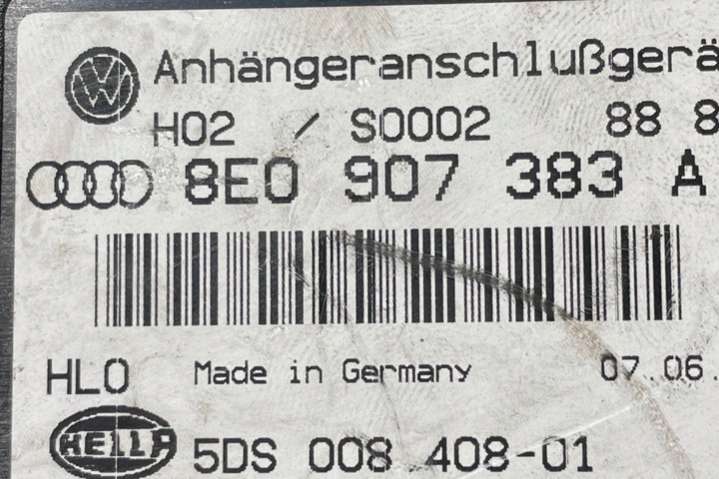 Anhängeranschlußgerä
H02 / S0002 88 8
8E0 907 383 A
HLO Made in Germany 07.06.
HELLA 5DS 008 408-01